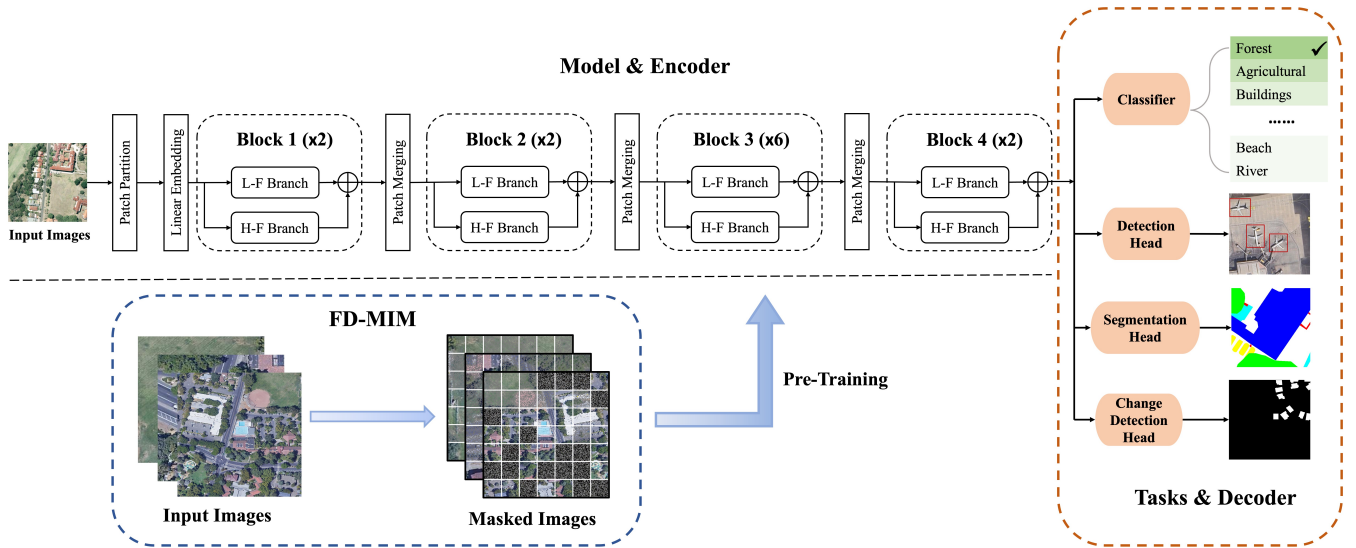 Model & Encoder
Input Images
Patch Partition
Linear Embedding
Block 1 (x2)
L-F Branch
H-F Branch
Patch Merging
Block 2 (x2)
L-F Branch
H-F Branch
Patch Merging
Block 3 (x6)
L-F Branch
H-F Branch
Patch Merging
Block 4 (x2)
L-F Branch
H-F Branch
Classifier
Forest ✓
Agricultural
Buildings
......
Beach
River
Detection
Head
Segmentation
Head
Change
Detection
Head
Tasks & Decoder
FD-MIM
Input Images
Masked Images
Pre-Training